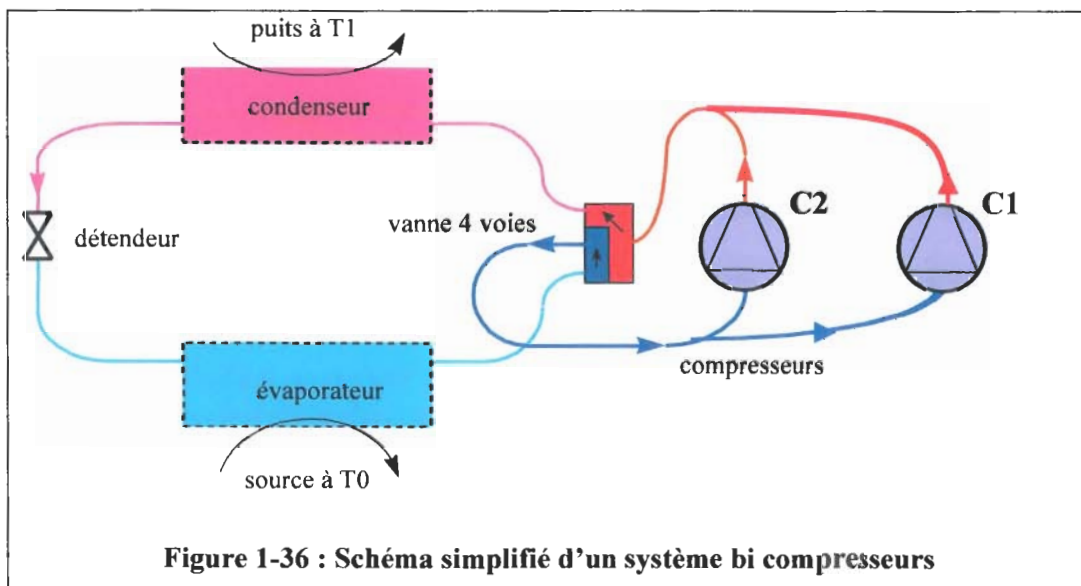 puits à T1
condenseur
C2
C1
vanne 4 voies
détendeur
compresseurs
évaporateur
source à T0
Figure 1-36 : Schéma simplifié d'un système bi compresseurs